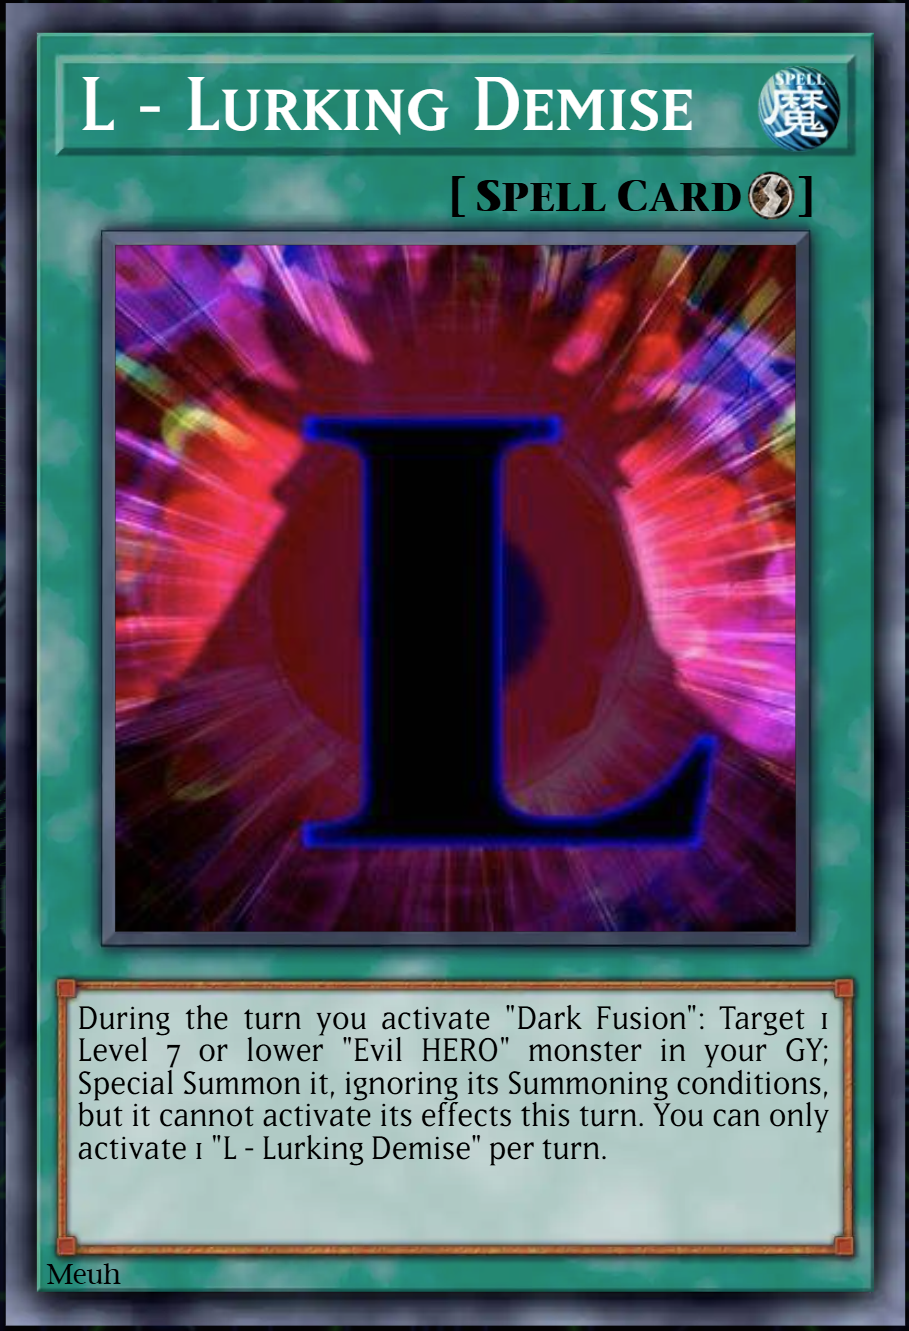 L - Lurking Demise
SPELL
魔
[ Spell Card ]
L
During the turn you activate "Dark Fusion": Target 1
Level 7 or lower "Evil HERO" monster in your GY;
Special Summon it, ignoring its Summoning conditions,
but it cannot activate its effects this turn. You can only
activate 1 "L - Lurking Demise" per turn.
Meuh